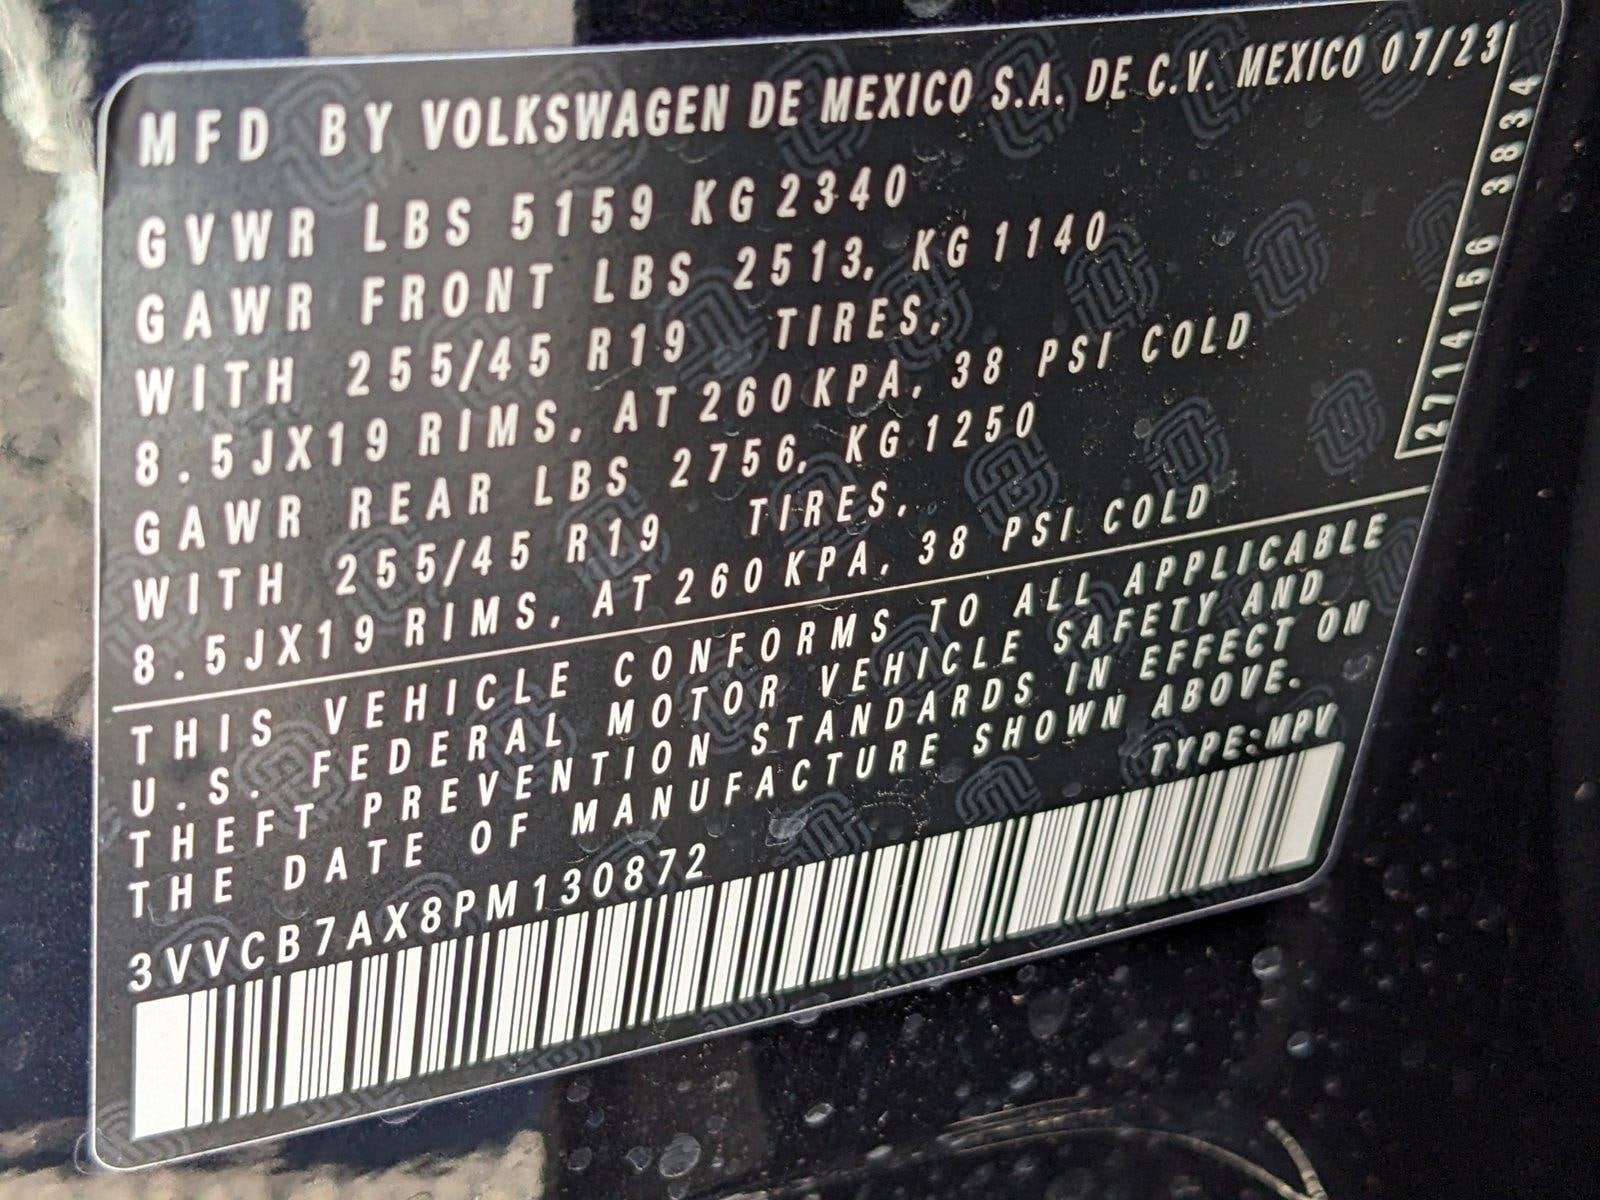 MFD BY VOLKSWAGEN DE MEXICO S.A. DE C.V. MEXICO 07/23
GVWR LBS 5159 KG 2340
GAWR FRONT LBS 2513, KG 1140
WITH 255/45 R19 TIRES,
8.5JX19 RIMS, AT 260 KPA, 38 PSI COLD
GAWR REAR LBS 2756, KG 1250
WITH 255/45 R19 TIRES,
8.5JX19 RIMS, AT 260 KPA, 38 PSI COLD
THIS VEHICLE CONFORMS TO ALL APPLICABLE
U.S. FEDERAL MOTOR VEHICLE SAFETY AND
THEFT PREVENTION STANDARDS IN EFFECT ON
THE DATE OF MANUFACTURE SHOWN ABOVE.
3VVCB7AX8PM130872 TYPE:MPV
2714156 3834